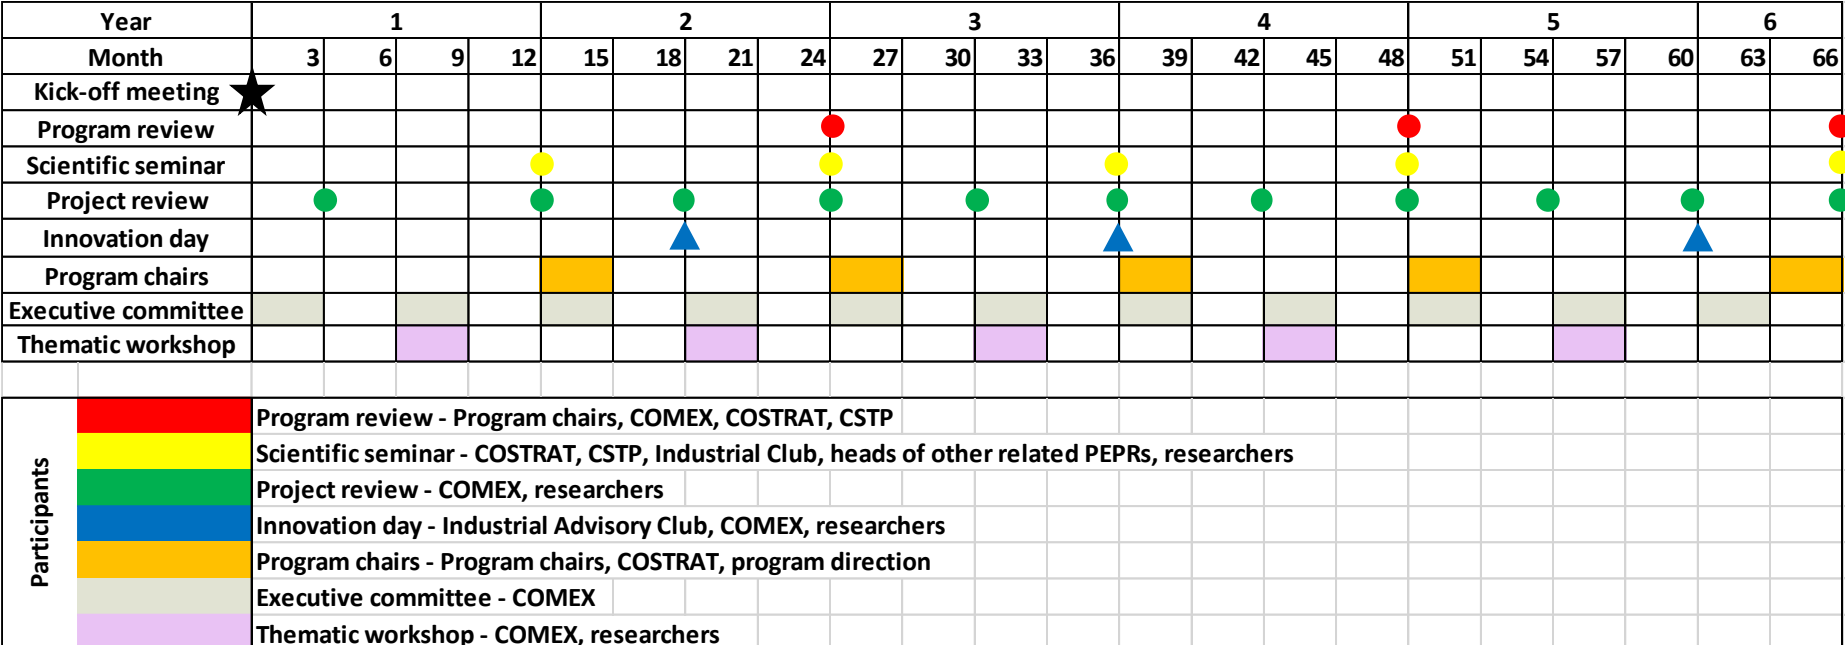 Year 1 2 3 4 5 6
Month 3 6 9 12 15 18 21 24 27 30 33 36 39 42 45 48 51 54 57 60 63 66
Kick-off meeting
Program review
Scientific seminar
Project review
Innovation day
Program chairs
Executive committee
Thematic workshop
Participants
Program review - Program chairs, COMEX, COSTRAT, CSTP
Scientific seminar - COSTRAT, CSTP, Industrial Club, heads of other related PEPRs, researchers
Project review - COMEX, researchers
Innovation day - Industrial Advisory Club, COMEX, researchers
Program chairs - Program chairs, COSTRAT, program direction
Executive committee - COMEX
Thematic workshop - COMEX, researchers